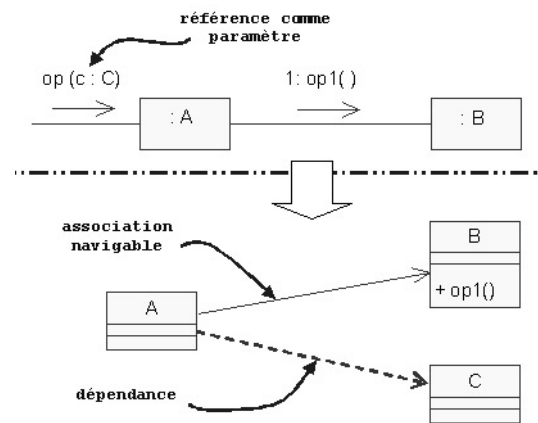 référence comme
paramètre
op (c : C)
1: op1( )
: A
: B
association
navigable
B
+ op1()
A
dépendance
C